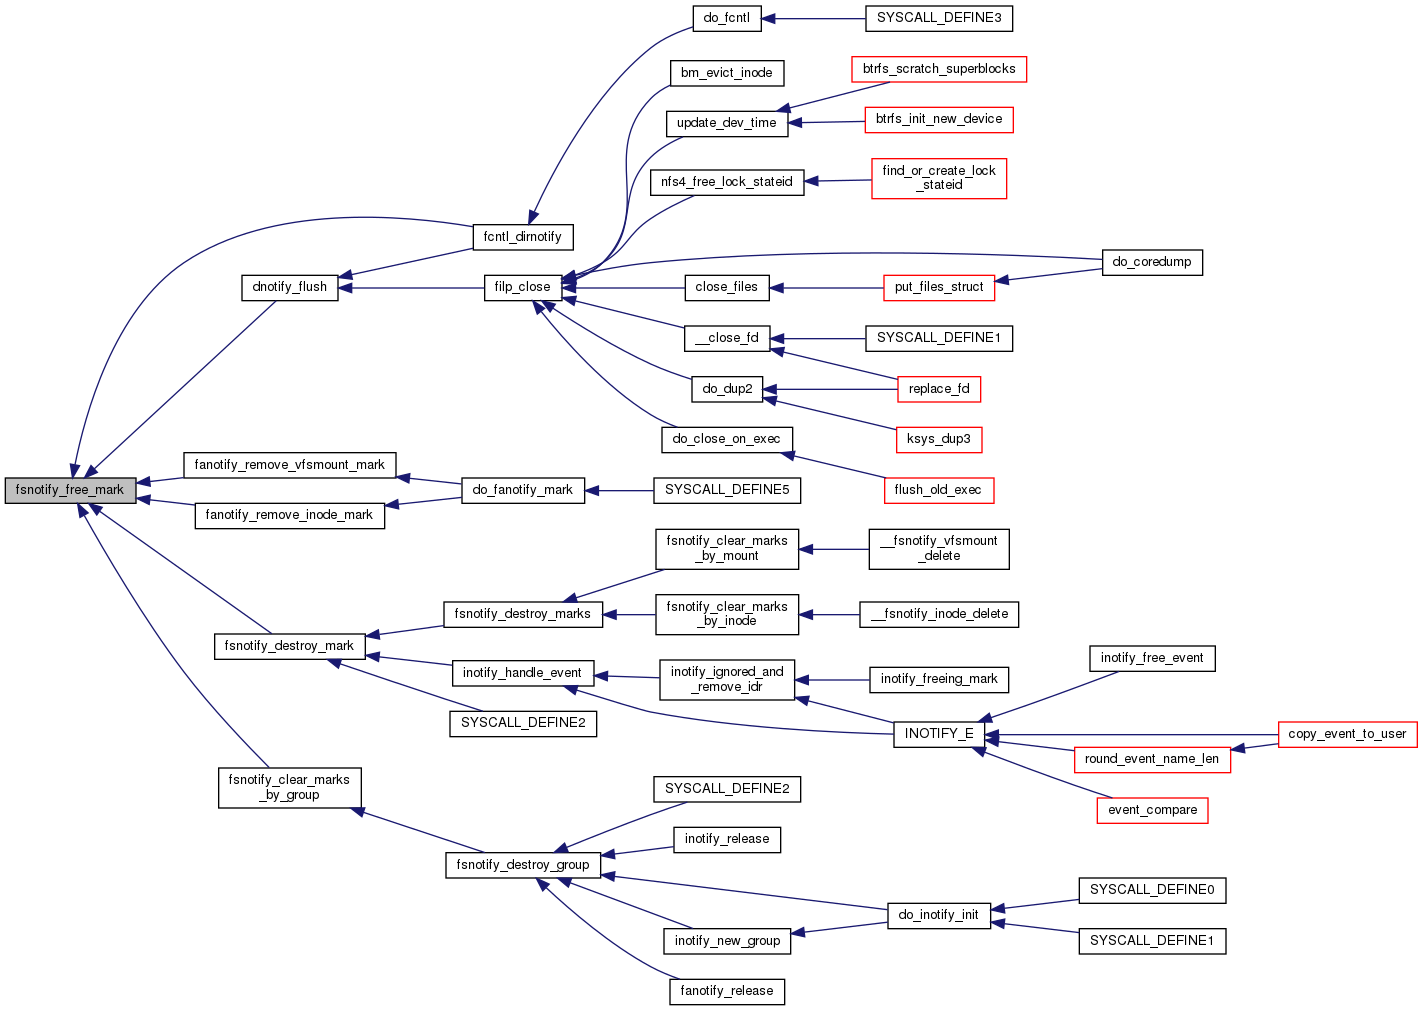 do_fcntl
SYSCALL_DEFINE3
bm_evict_inode
btrfs_scratch_superblocks
update_dev_time
btrfs_init_new_device
nfs4_free_lock_stateid
find_or_create_lock
_stateid
fcntl_dirnotify
do_coredump
dnotify_flush
filp_close
close_files
put_files_struct
__close_fd
SYSCALL_DEFINE1
do_dup2
replace_fd
do_close_on_exec
ksys_dup3
flush_old_exec
fsnotify_free_mark
fanotify_remove_vfsmount_mark
fanotify_remove_inode_mark
do_fanotify_mark
SYSCALL_DEFINE5
fsnotify_clear_marks
_by_mount
__fsnotify_vfsmount
_delete
fsnotify_destroy_marks
fsnotify_clear_marks
_by_inode
__fsnotify_inode_delete
fsnotify_destroy_mark
inotify_handle_event
inotify_ignored_and
_remove_idr
inotify_freeing_mark
inotify_free_event
SYSCALL_DEFINE2
INOTIFY_E
copy_event_to_user
round_event_name_len
event_compare
fsnotify_clear_marks
_by_group
SYSCALL_DEFINE2
inotify_release
fsnotify_destroy_group
do_inotify_init
SYSCALL_DEFINE0
SYSCALL_DEFINE1
inotify_new_group
fanotify_release